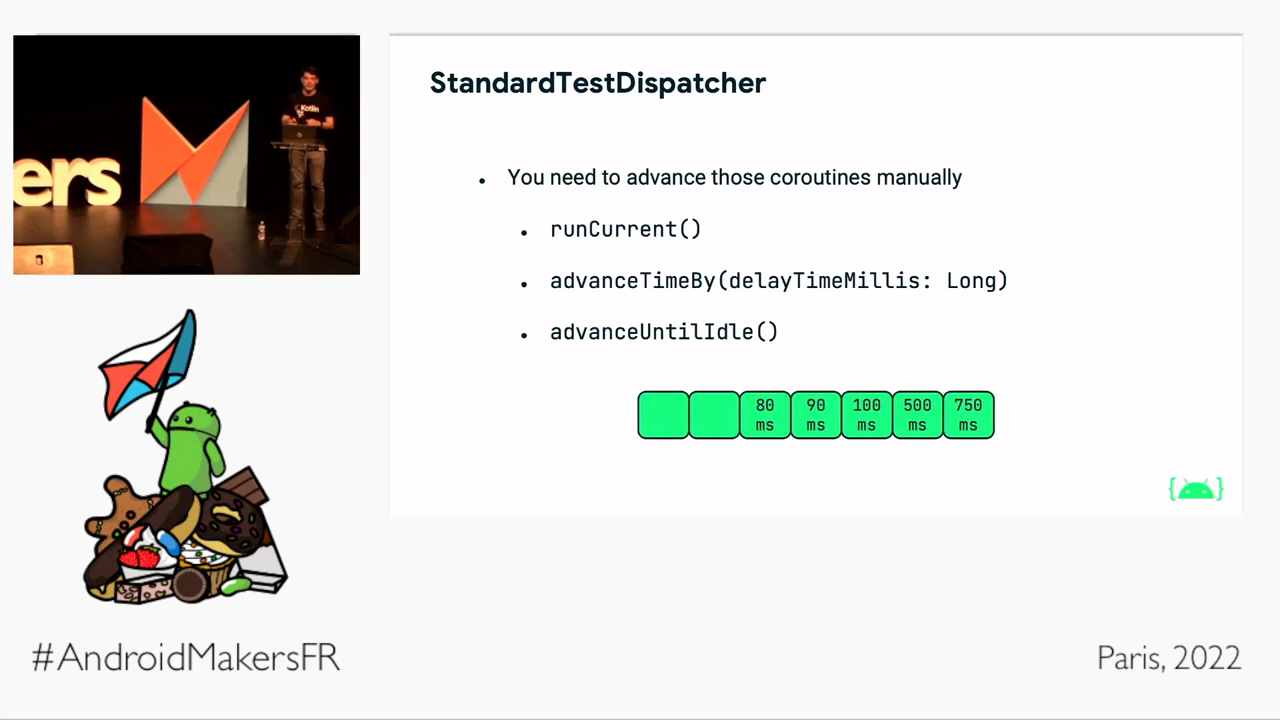 StandardTestDispatcher
• You need to advance those coroutines manually
• runCurrent()
• advanceTimeBy(delayTimeMillis: Long)
• advanceUntilIdle()
80 ms
90 ms
100 ms
500 ms
750 ms
ers
Kotlin
#AndroidMakersFR
Paris, 2022